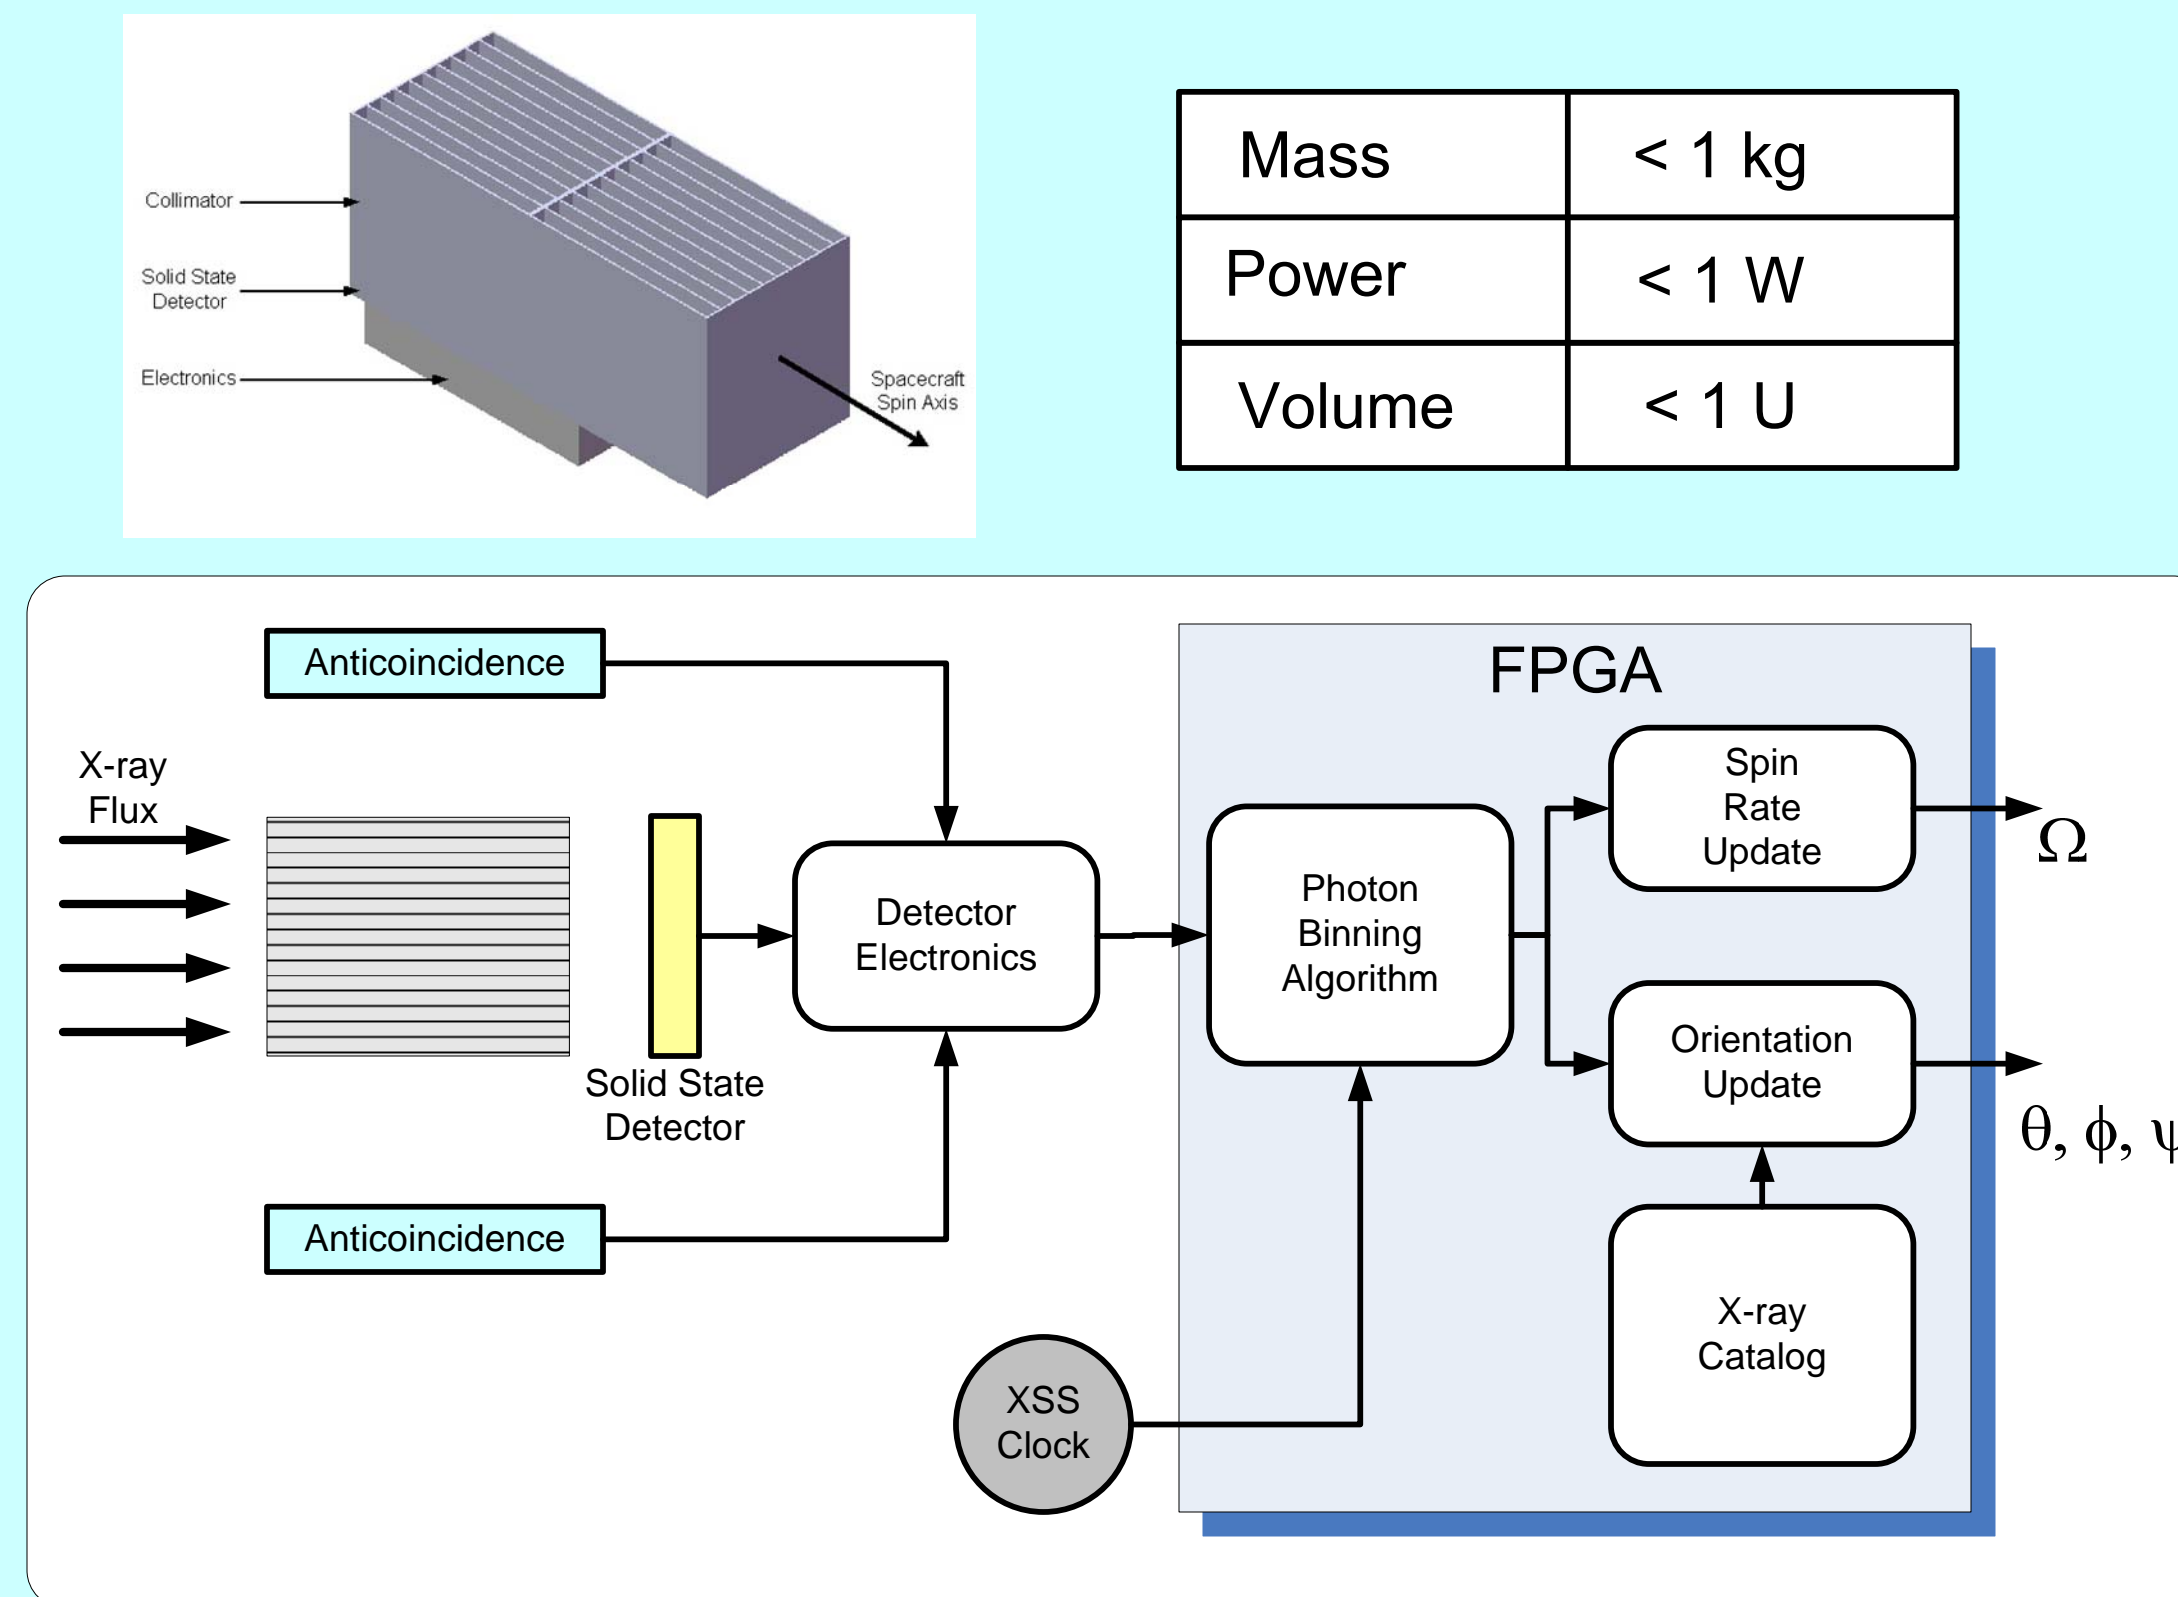 Collimator
Solid State
Detector
Electronics
Spacecraft
Spin Axis
Mass < 1 kg
Power < 1 W
Volume < 1 U
FPGA
Anticoincidence
X-ray
Flux
Solid State
Detector
Anticoincidence
Detector
Electronics
Photon
Binning
Algorithm
Spin
Rate
Update
Ω
Orientation
Update
θ, ϕ, ψ
X-ray
Catalog
XSS
Clock